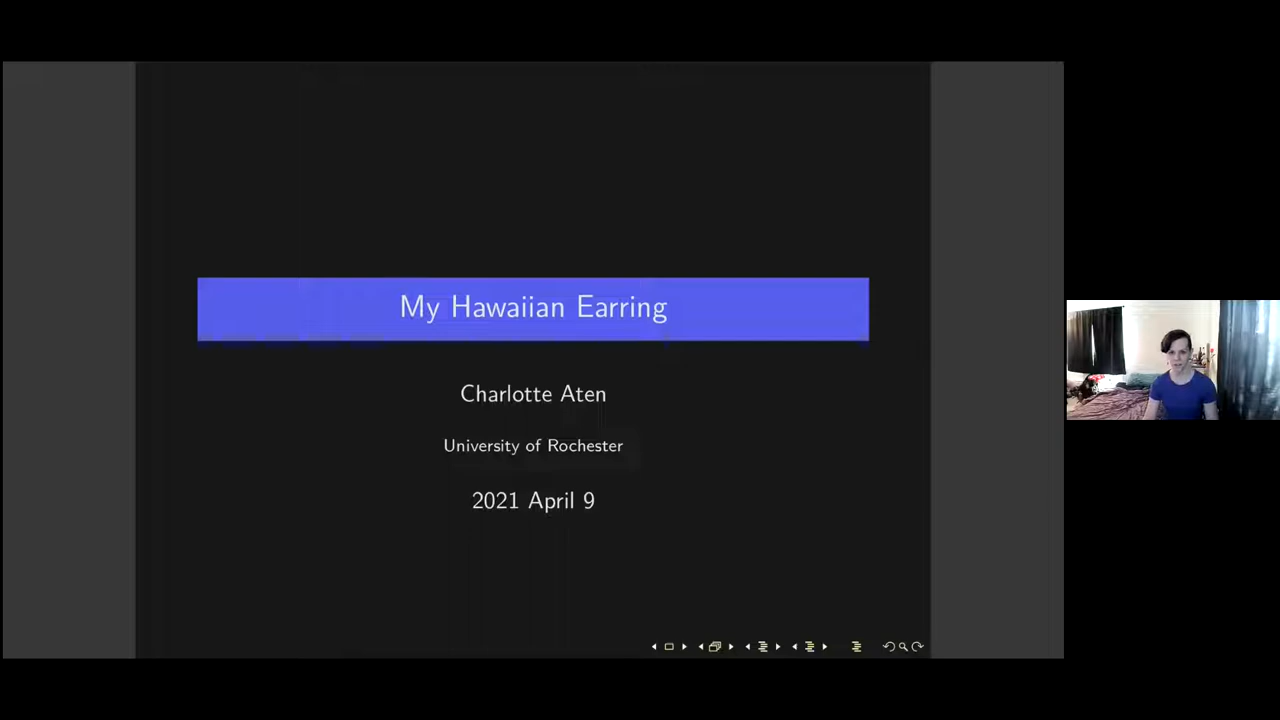 My Hawaiian Earring
Charlotte Aten
University of Rochester
2021 April 9